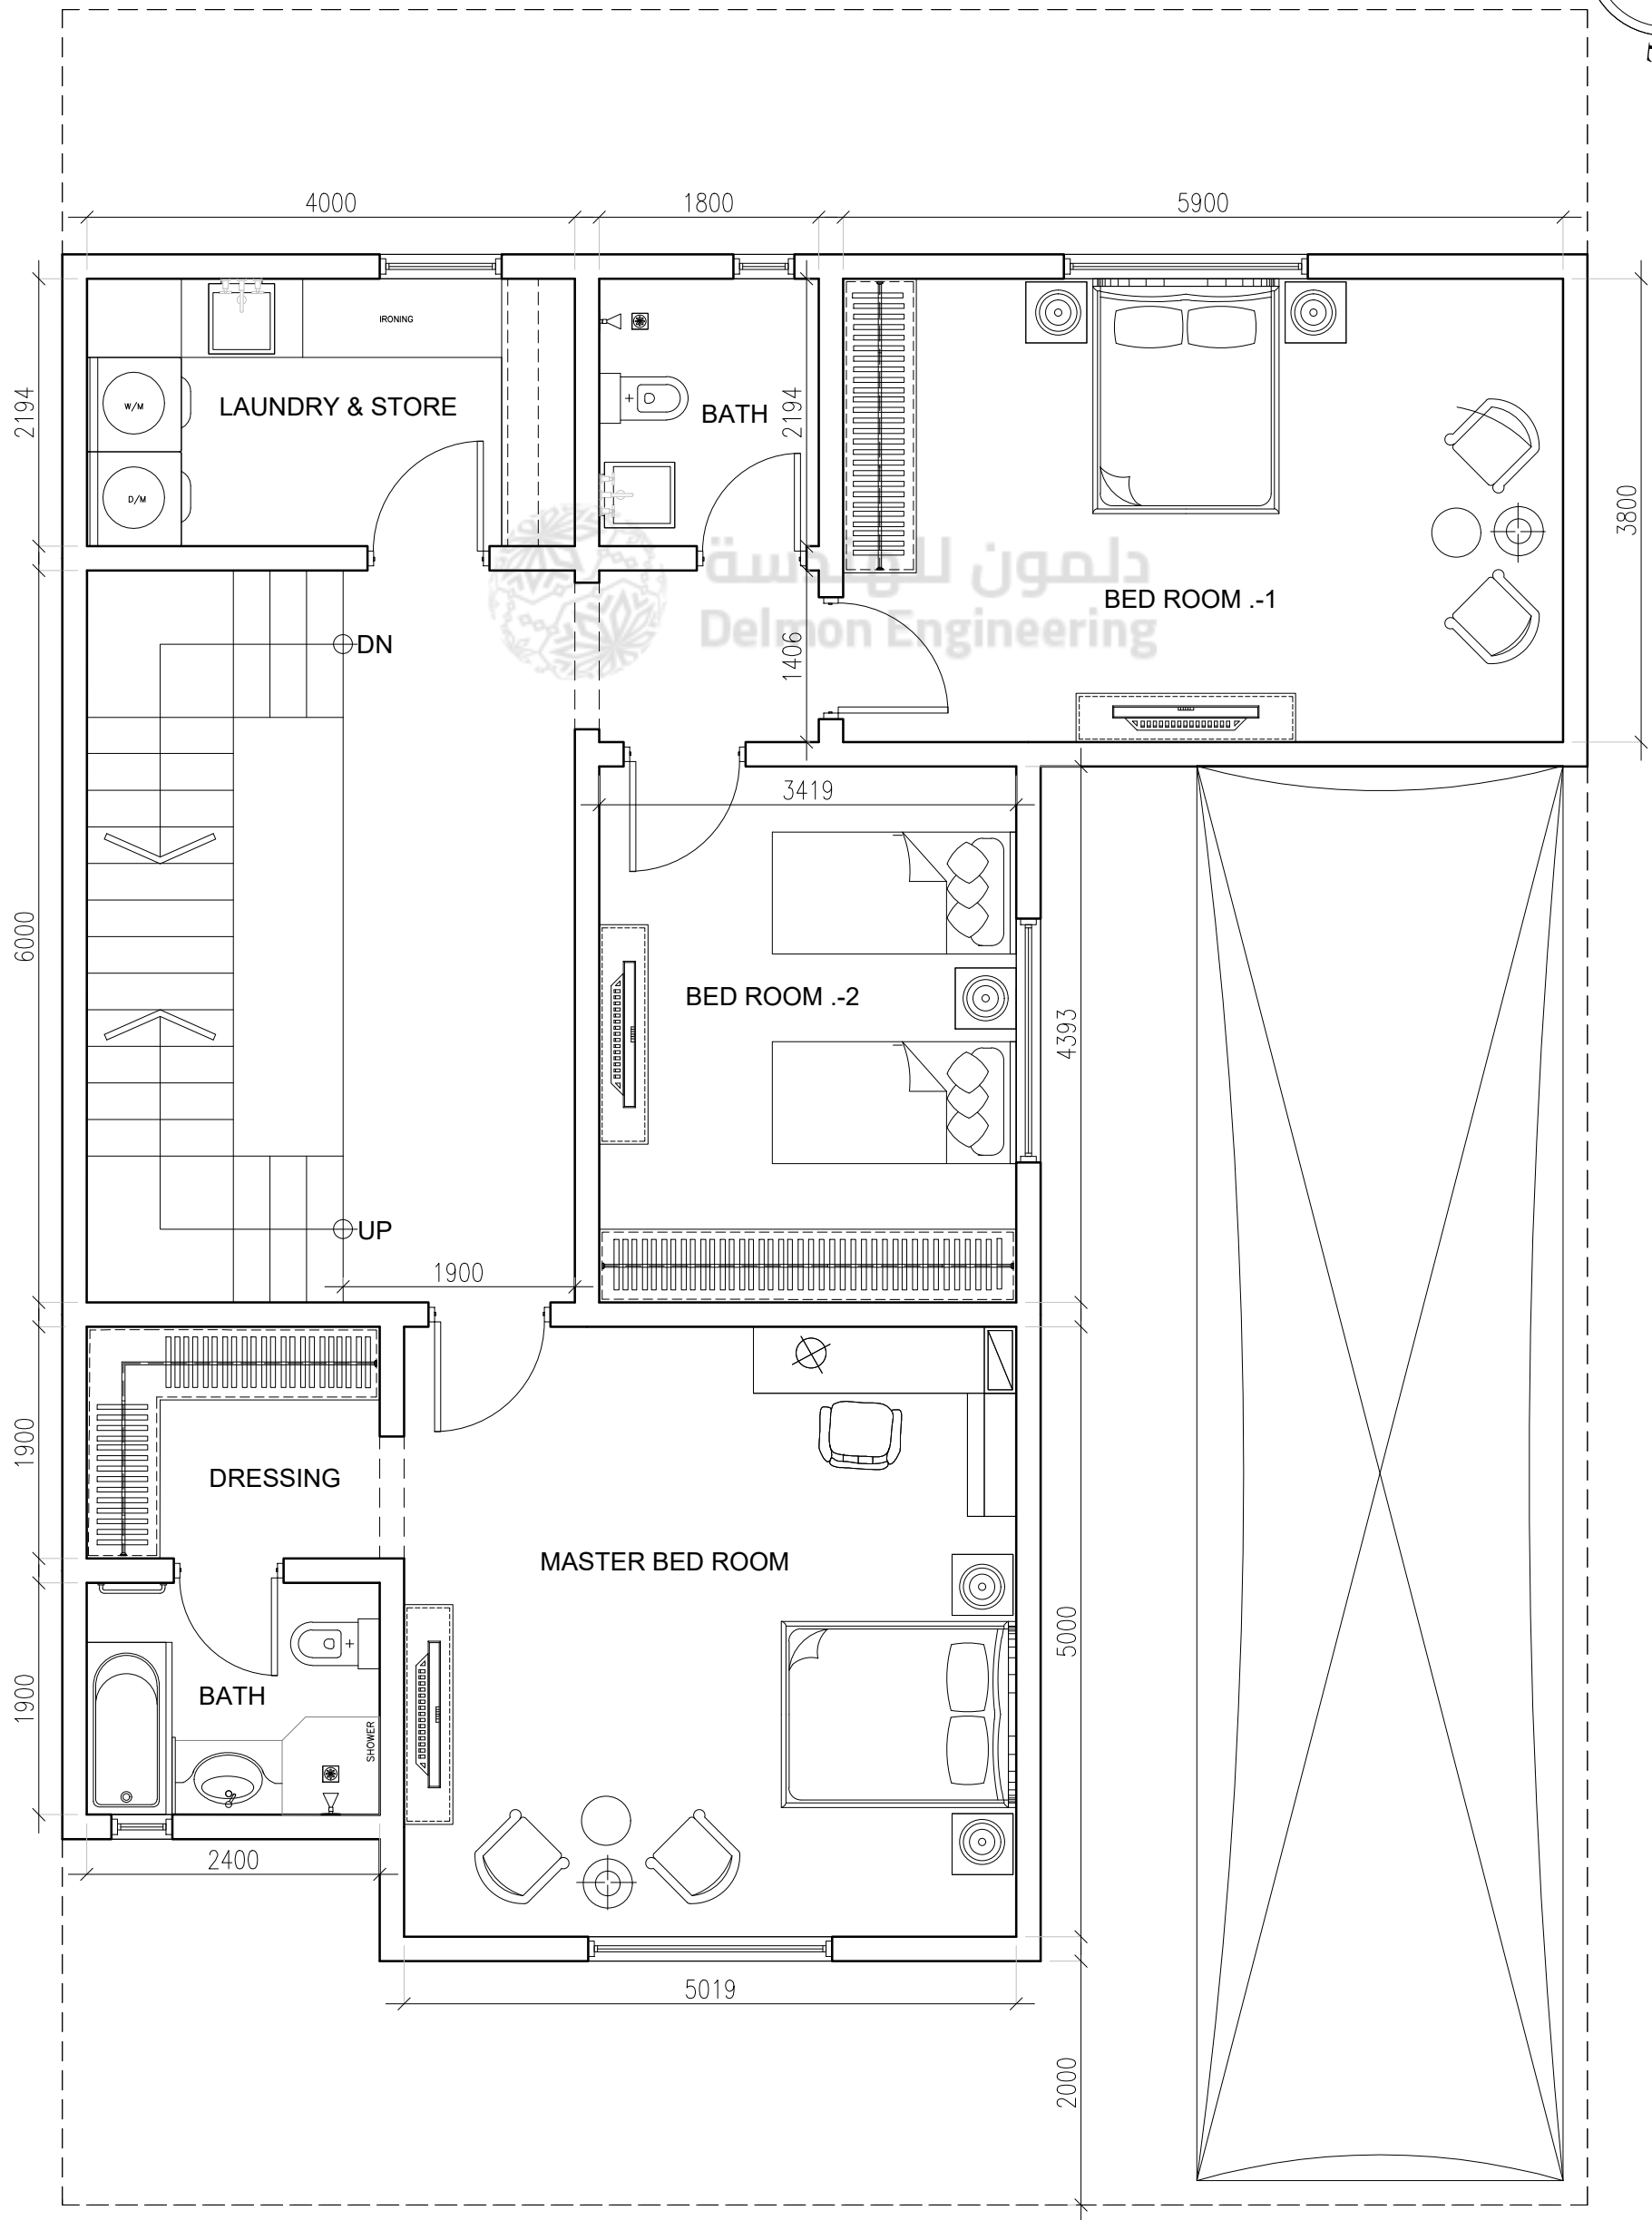 4000
1800
5900
IRONING
2194
W/M
LAUNDRY & STORE
BATH
2194
D/M
3800
دلمون للهندسة
Delmon Engineering
BED ROOM .-1
DN
1406
3419
6000
BED ROOM .-2
4393
UP
1900
1900
DRESSING
MASTER BED ROOM
5000
1900
BATH
SHOWER
2400
5019
2000